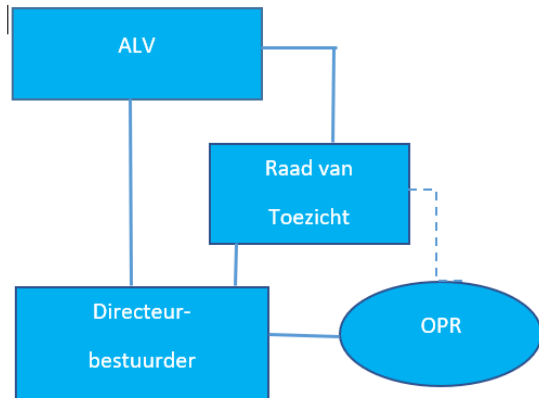 ALV
Raad van
Toezicht
Directeur-
bestuurder
OPR